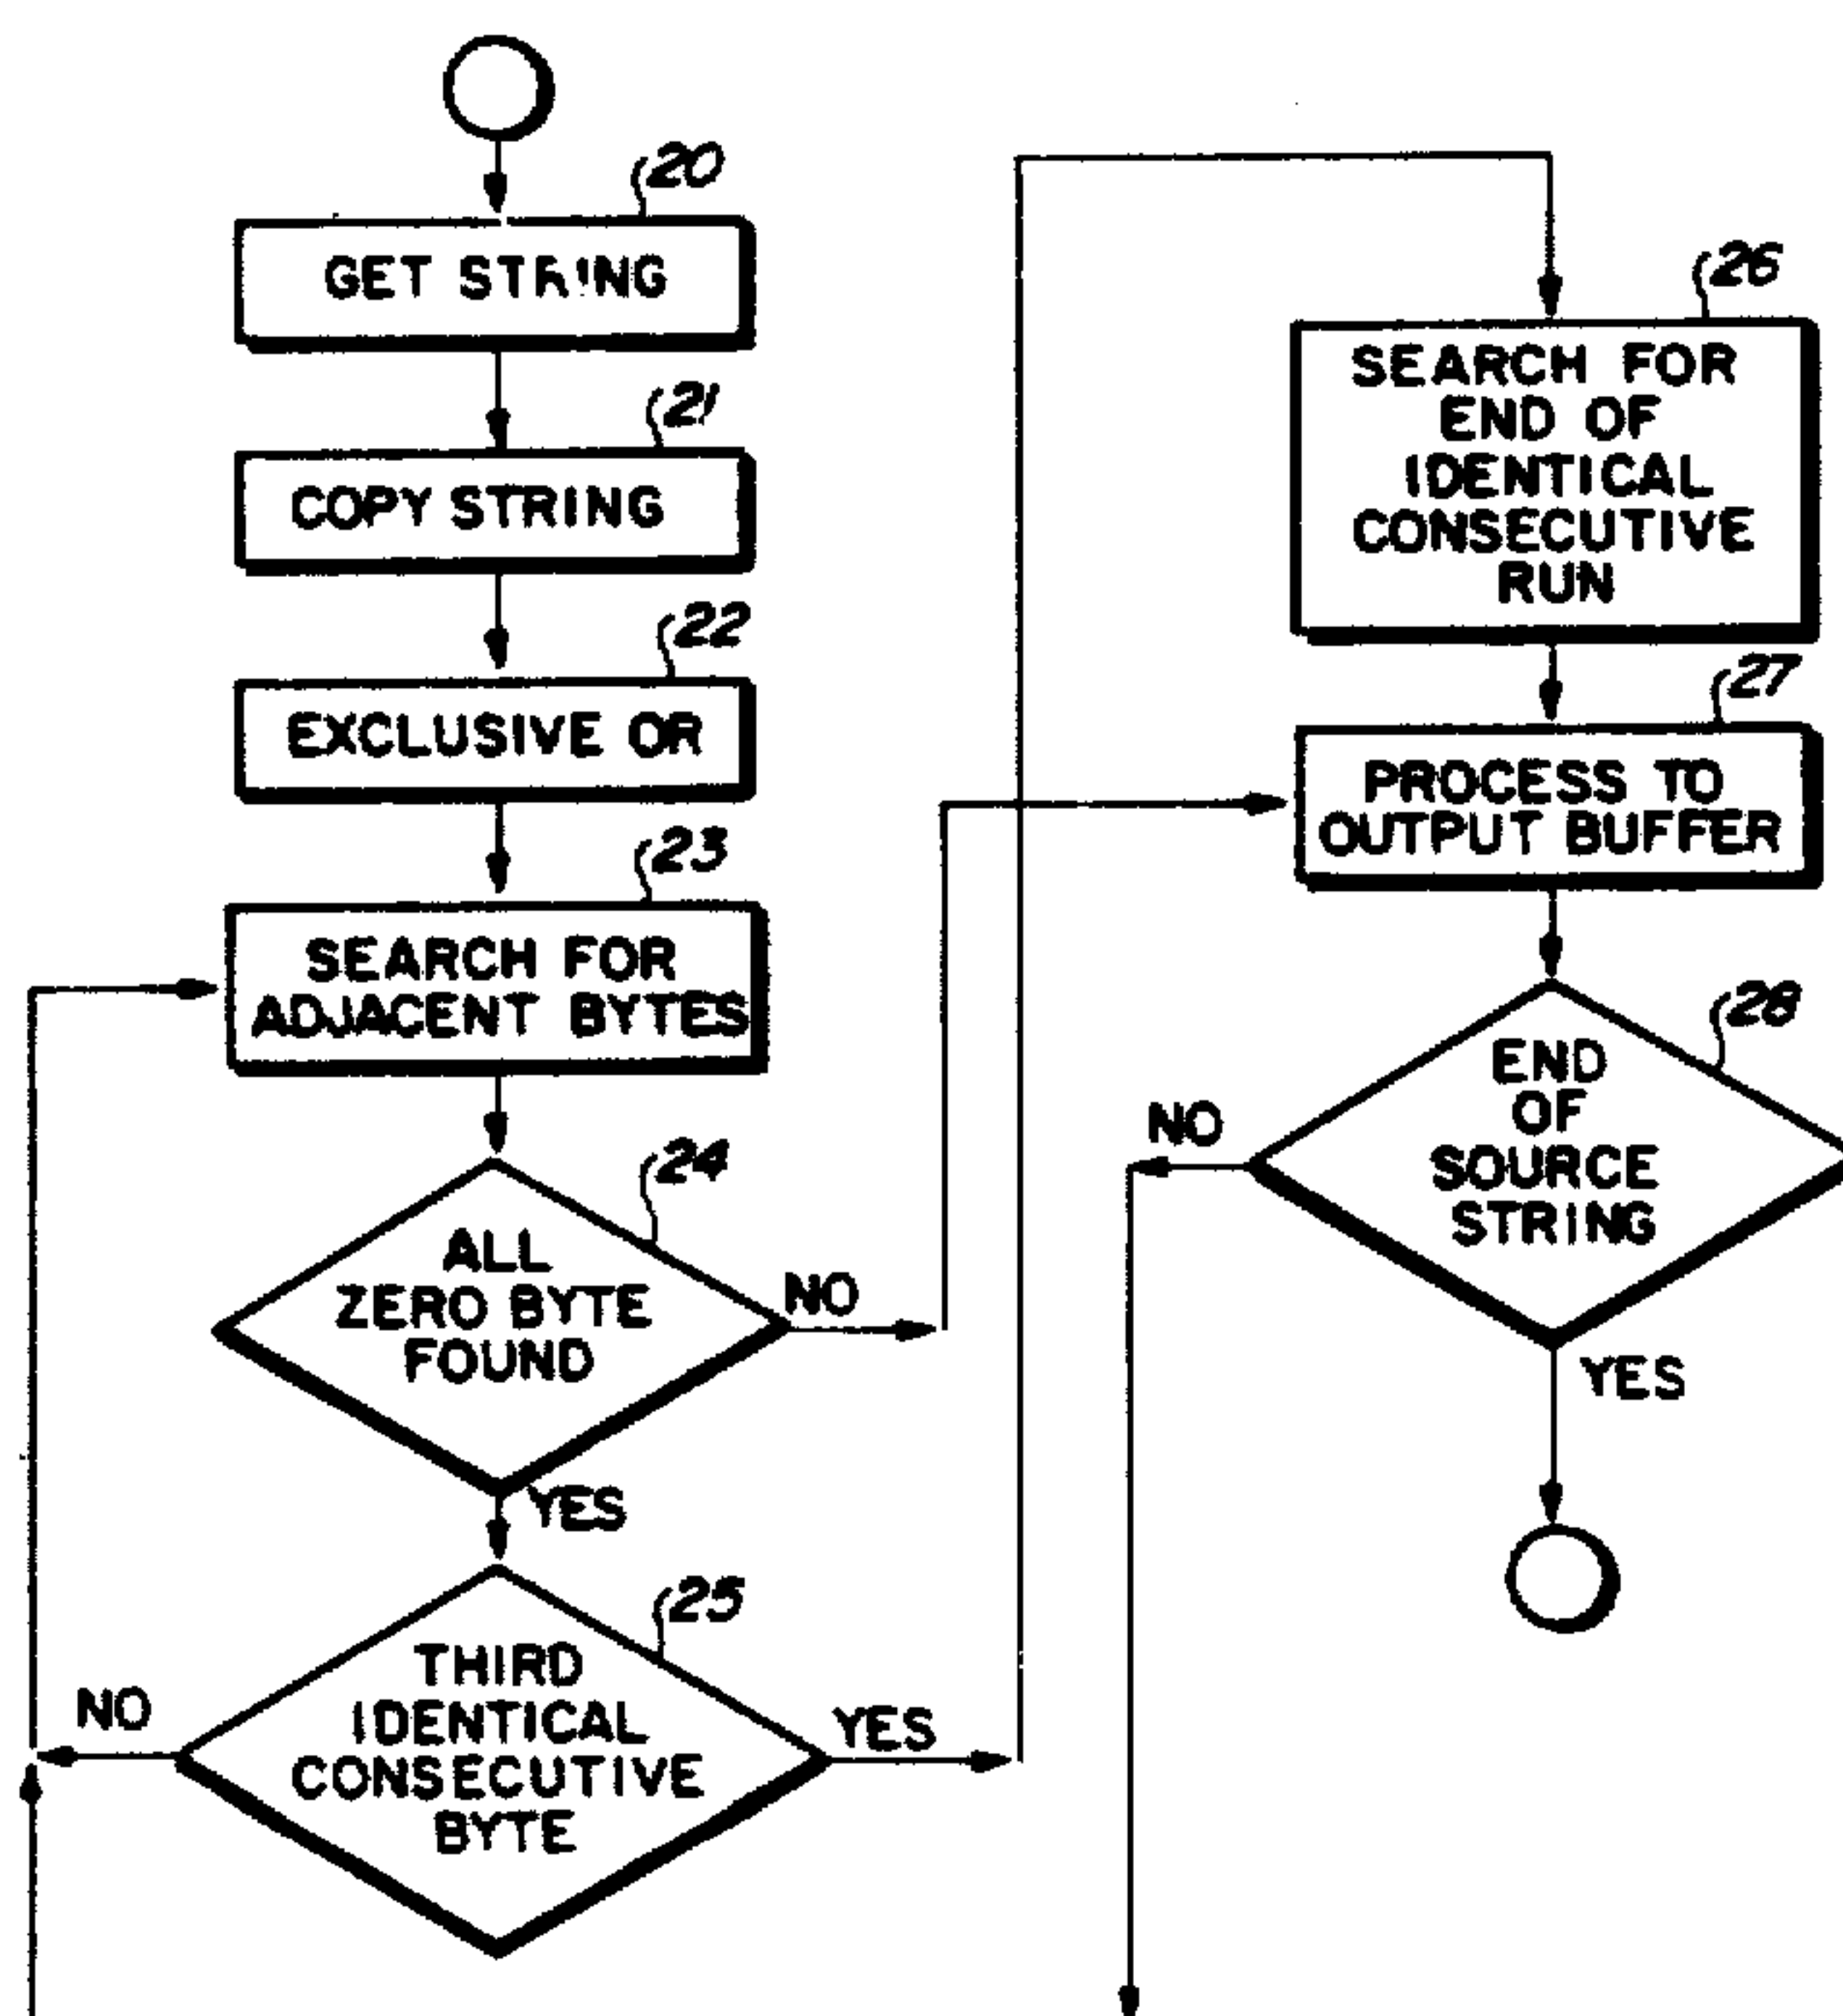 20
GET STRING
21
COPY STRING
22
EXCLUSIVE OR
23
SEARCH FOR
ADJACENT BYTES
24
ALL
ZERO BYTE
FOUND
NO
YES
25
THIRD
IDENTICAL
CONSECUTIVE
BYTE
NO
YES
26
SEARCH FOR
END OF
IDENTICAL
CONSECUTIVE
RUN
27
PROCESS TO
OUTPUT BUFFER
28
END
OF
SOURCE
STRING
NO
YES